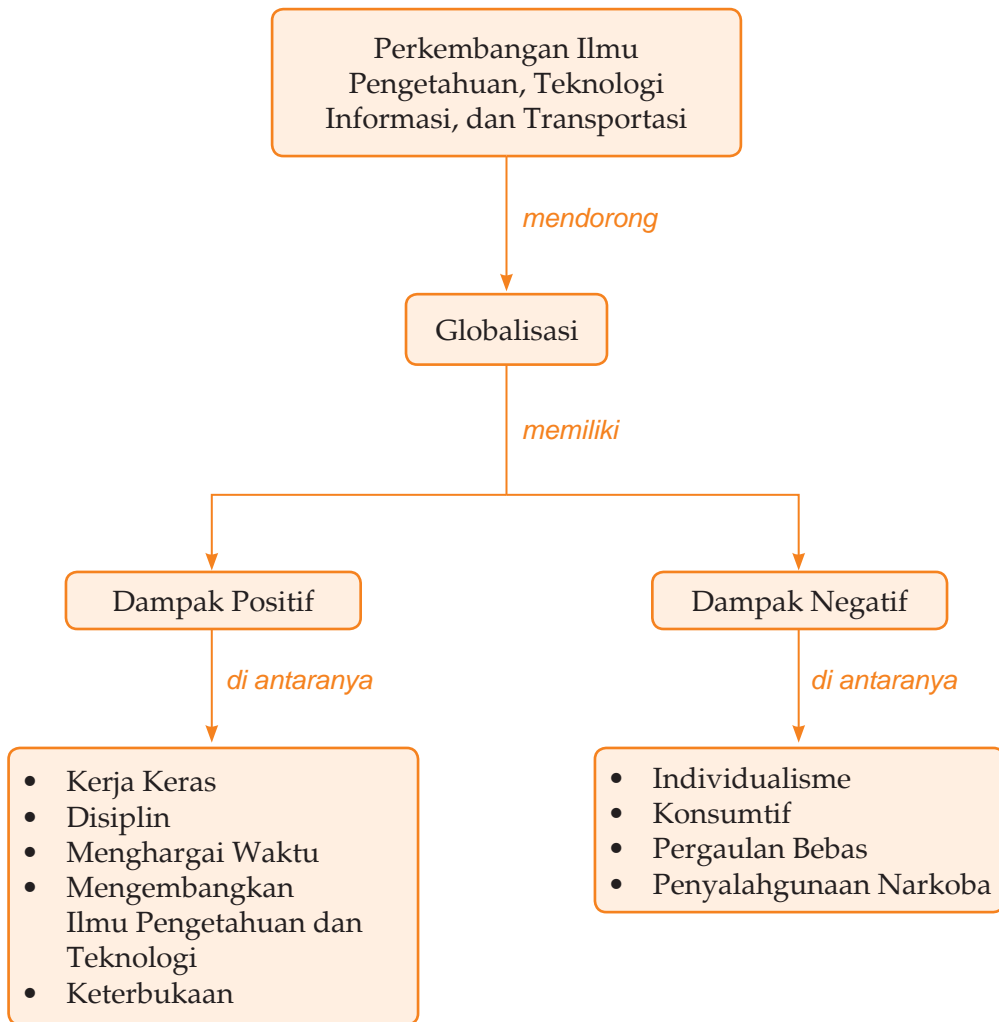 Perkembangan Ilmu
Pengetahuan, Teknologi
Informasi, dan Transportasi
mendorong
Globalisasi
memiliki
Dampak Positif
Dampak Negatif
di antaranya
di antaranya
• Kerja Keras
• Disiplin
• Menghargai Waktu
• Mengembangkan
Ilmu Pengetahuan dan
Teknologi
• Keterbukaan
• Individualisme
• Konsumtif
• Pergaulan Bebas
• Penyalahgunaan Narkoba